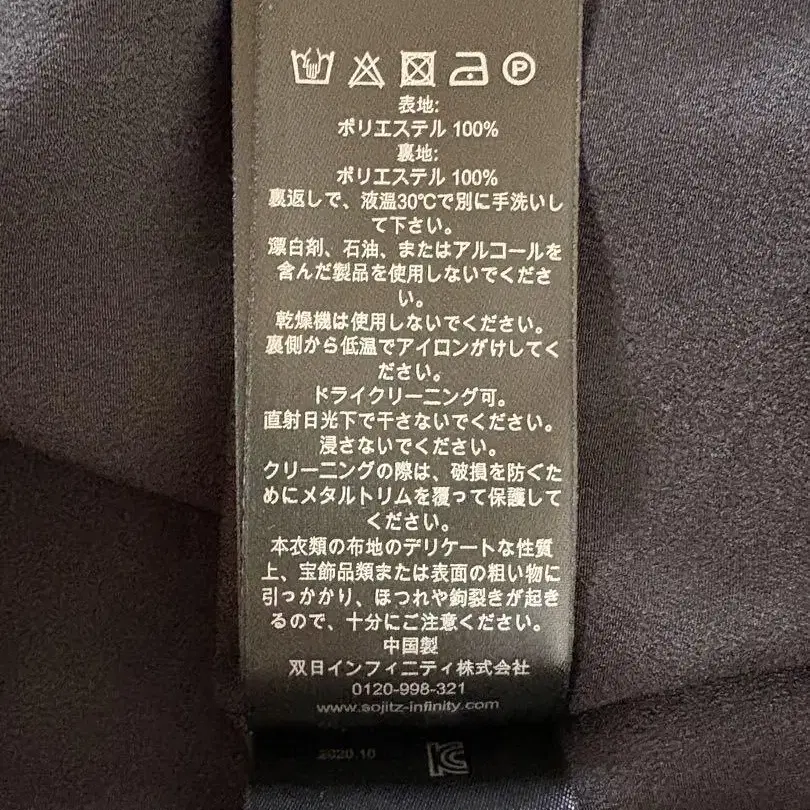 P
表地:
ポリエステル 100%
裏地:
ポリエステル 100%
裏返しで、液温30℃で別に手洗いし
て下さい。
漂白剤、石油、またはアルコールを
含んだ製品を使用しないでくださ
い。
乾燥機は使用しないでください。
裏側から低温でアイロンがけしてく
ださい。
ドライクリーニング可。
直射日光下で干さないでください。
浸さないでください。
クリーニングの際は、破損を防ぐた
めにメタルトリムを覆って保護して
ください。
本衣類の布地のデリケートな性質
上、宝飾品類または表面の粗い物に
引っかかり、ほつれや鉤裂きが起き
るので、十分にご注意ください。
中国製
双日インフィニティ株式会社
0120-998-321
www.sojitz-infinity.com
2020.10